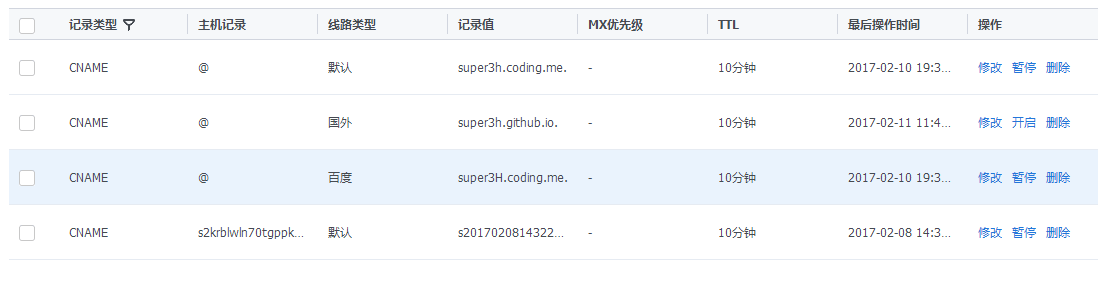 记录类型 主机记录 线路类型 记录值 MX优先级 TTL 最后操作时间 操作
CNAME @ 默认 super3h.coding.me. - 10分钟 2017-02-10 19:3... 修改 暂停 删除
CNAME @ 国外 super3h.github.io. - 10分钟 2017-02-11 11:4... 修改 开启 删除
CNAME @ 百度 super3H.coding.me. - 10分钟 2017-02-10 19:3... 修改 暂停 删除
CNAME s2krblwln70tgppk... 默认 s2017020814322... - 10分钟 2017-02-08 14:3... 修改 暂停 删除